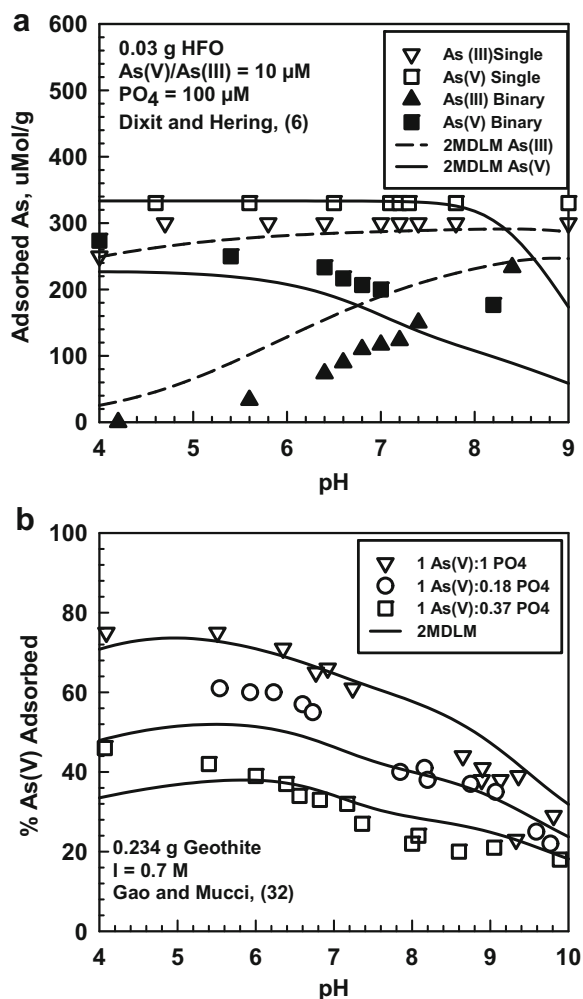 a
600
500
400
300
200
100
0
Adsorbed As, uMol/g
0.03 g HFO
As(V)/As(III) = 10 µM
PO4 = 100 µM
Dixit and Hering, (6)
As (III)Single
As(V) Single
As(III) Binary
As(V) Binary
2MDLM As(III)
2MDLM As(V)
4 5 6 7 8 9
pH
b
100
80
60
40
20
0
% As(V) Adsorbed
1 As(V):1 PO4
1 As(V):0.18 PO4
1 As(V):0.37 PO4
2MDLM
0.234 g Geothite
I = 0.7 M
Gao and Mucci, (32)
4 5 6 7 8 9 10
pH